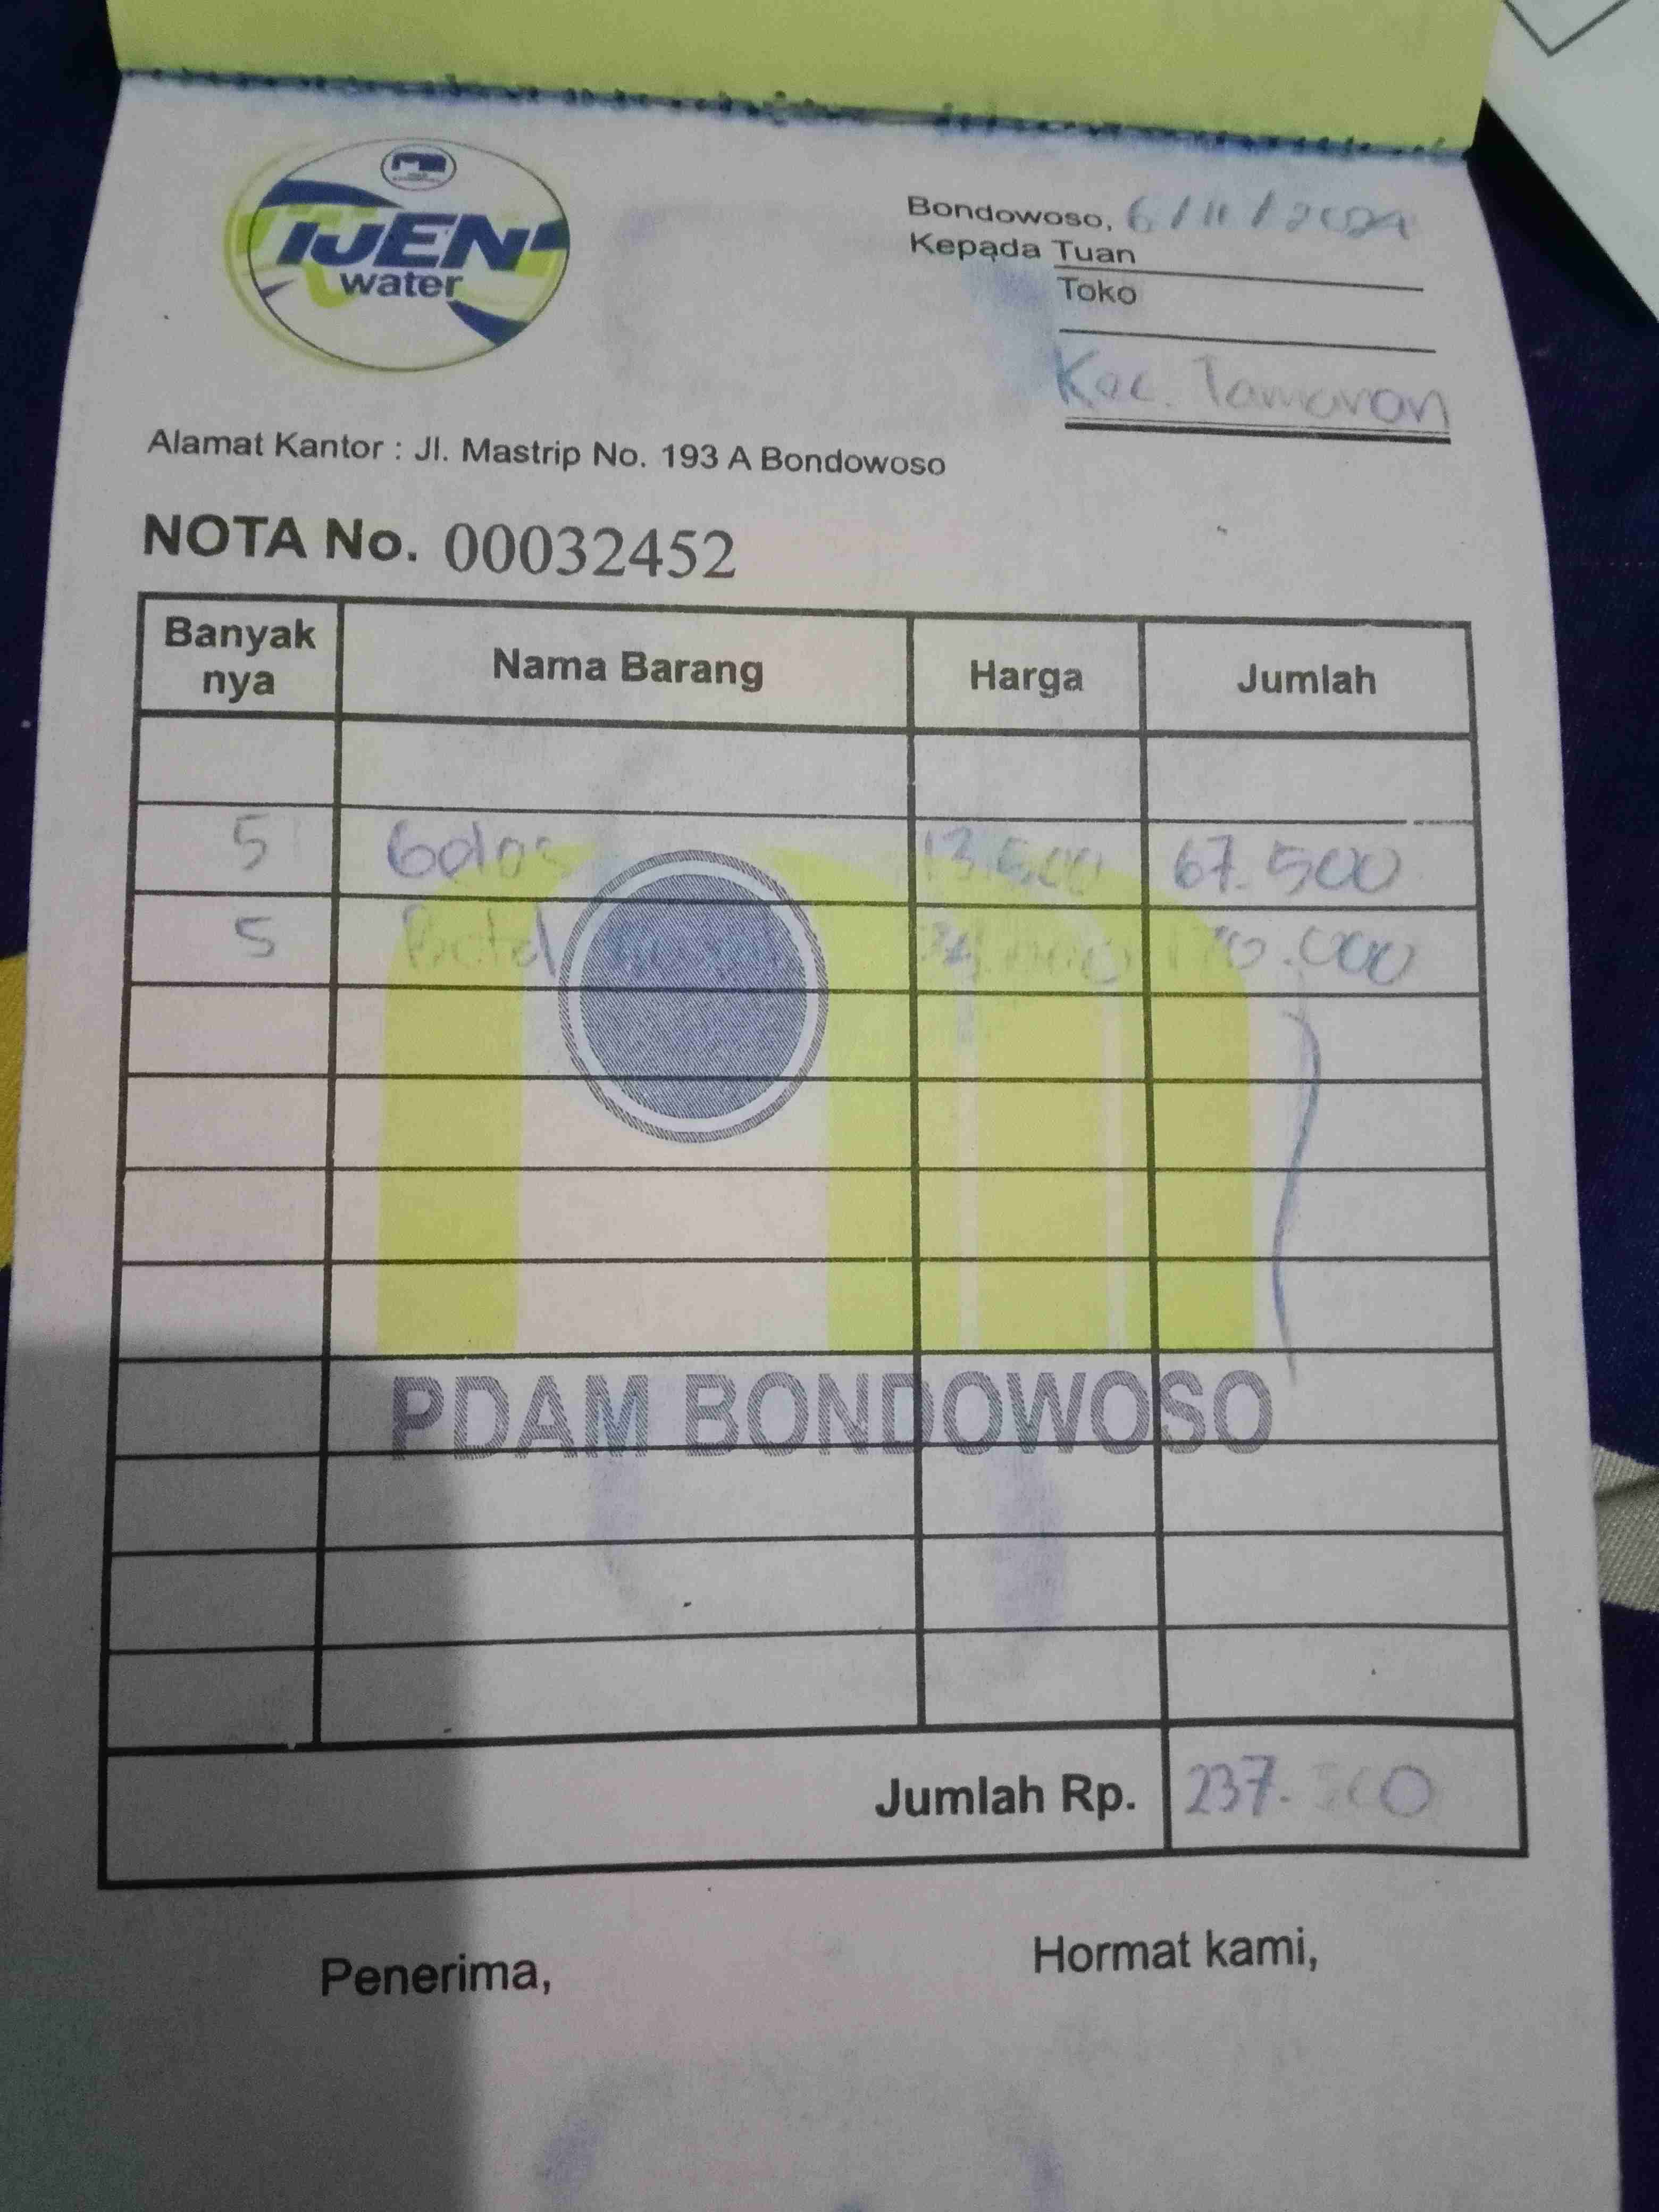 IJEN
water
Bondowoso, 6/11/2024
Kepada Tuan
Toko
Kec. Tamanan
Alamat Kantor : Jl. Mastrip No. 193 A Bondowoso
NOTA No. 00032452
Banyak nya Nama Barang Harga Jumlah
5 Gelas 13.500 67.500
5 Botol 34.000 170.000
PDAM BONDOWOSO
Jumlah Rp. 237.500
Penerima, Hormat kami,